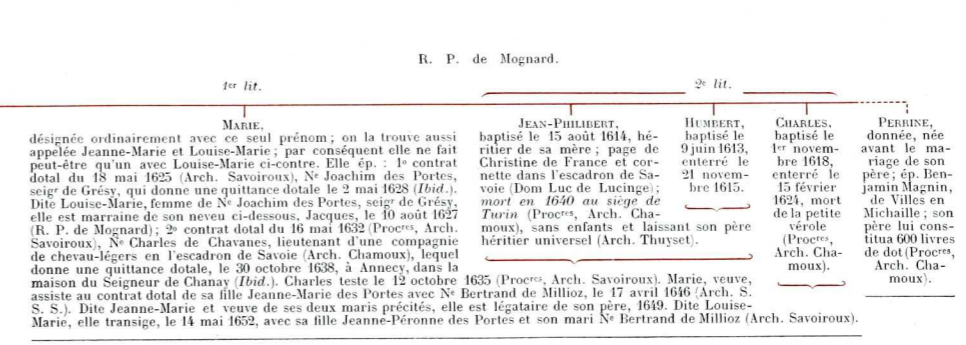 R. P. de Mognard.
1er lit.
2e lit.
MARIE,
désignée ordinairement avec ce seul prénom ; on la trouve aussi
appelée Jeanne-Marie et Louise-Marie ; par conséquent elle ne fait
peut-être qu'un avec Louise-Marie ci-contre. Elle ép. : 1º contrat
dotal du 18 mai 1625 (Arch. Savoiroux), Ne Joachim des Portes,
seigr de Grésy, qui donne une quittance dotale le 2 mai 1628 (Ibid.).
Dite Louise-Marie, femme de Ne Joachim des Portes, seigr de Grésy,
elle est marraine de son neveu ci-dessous, Jacques, le 10 août 1627
(R. P. de Mognard) ; 2º contrat dotal du 16 mai 1632 (Procres, Arch.
Savoiroux), Ne Charles de Chavanes, lieutenant d'une compagnie
de chevau-légers en l'escadron de Savoie (Arch. Chamoux), lequel
donne une quittance dotale, le 30 octobre 1638, à Annecy, dans la
maison du Seigneur de Chanay (Ibid.). Charles teste le 12 octobre 1635 (Procres, Arch. Savoiroux). Marie, veuve,
assiste au contrat dotal de sa fille Jeanne-Marie des Portes avec Ne Bertrand de Millioz, le 17 avril 1646 (Arch. S.
S. S.). Dite Jeanne-Marie et veuve de ses deux maris précités, elle est légataire de son père, 1649. Dite Louise-
Marie, elle transige, le 14 mai 1652, avec sa fille Jeanne-Péronne des Portes et son mari Ne Bertrand de Millioz (Arch. Savoiroux).
JEAN-PHILIBERT,
baptisé le 15 août 1614, hé-
ritier de sa mère ; page de
Christine de France et cor-
nette dans l'escadron de Sa-
voie (Dom Luc de Lucinge) ;
mort en 1640 au siège de
Turin (Procres, Arch. Cha-
moux), sans enfants et laissant son père
héritier universel (Arch. Thuyset).
HUMBERT,
baptisé le
9 juin 1613,
enterré le
21 novem-
bre 1615.
CHARLES,
baptisé le
1er novem-
bre 1618,
enterré le
15 février
1624, mort
de la petite
vérole
(Procres,
Arch. Cha-
moux).
PERRINE,
donnée, née
avant le ma-
riage de son
père ; ép. Ben-
jamin Magnin,
de Villes en
Michaille ; son
père lui cons-
titua 600 livres
de dot (Procres,
Arch. Cha-
moux).